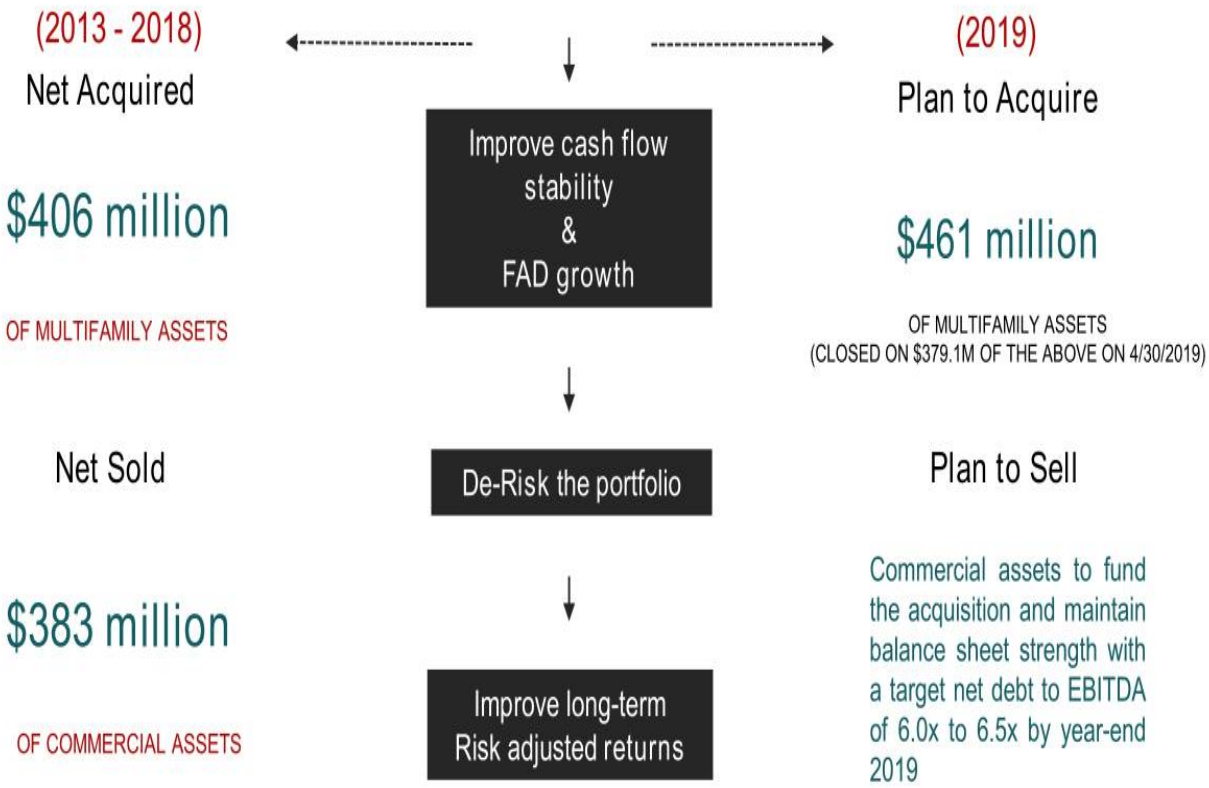 (2013 - 2018)
Net Acquired
$406 million
OF MULTIFAMILY ASSETS
Net Sold
$383 million
OF COMMERCIAL ASSETS
Improve cash flow
stability
&
FAD growth
De-Risk the portfolio
Improve long-term
Risk adjusted returns
(2019)
Plan to Acquire
$461 million
OF MULTIFAMILY ASSETS
(CLOSED ON $379.1M OF THE ABOVE ON 4/30/2019)
Plan to Sell
Commercial assets to fund
the acquisition and maintain
balance sheet strength with
a target net debt to EBITDA
of 6.0x to 6.5x by year-end
2019